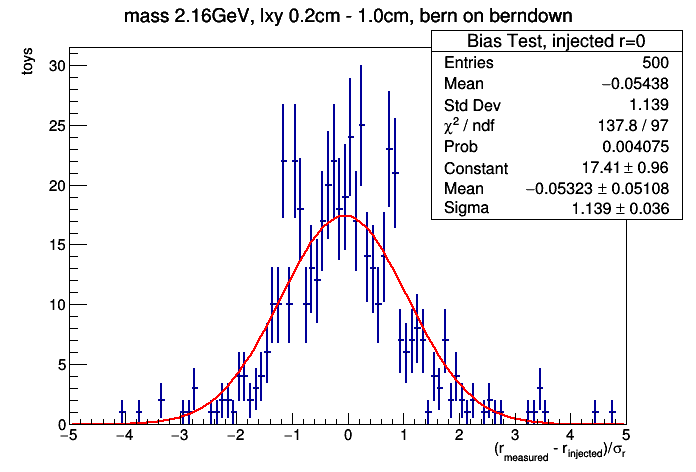 mass 2.16GeV, lxy 0.2cm - 1.0cm, bern on berndown
toys
Bias Test, injected r=0
Entries 500
Mean −0.05438
Std Dev 1.139
χ² / ndf 137.8 / 97
Prob 0.004075
Constant 17.41 ± 0.96
Mean −0.05323 ± 0.05108
Sigma 1.139 ± 0.036
30
25
20
15
10
5
0
−5 −4 −3 −2 −1 0 1 2 3 4 5
(r_measured - r_injected)/σ_r